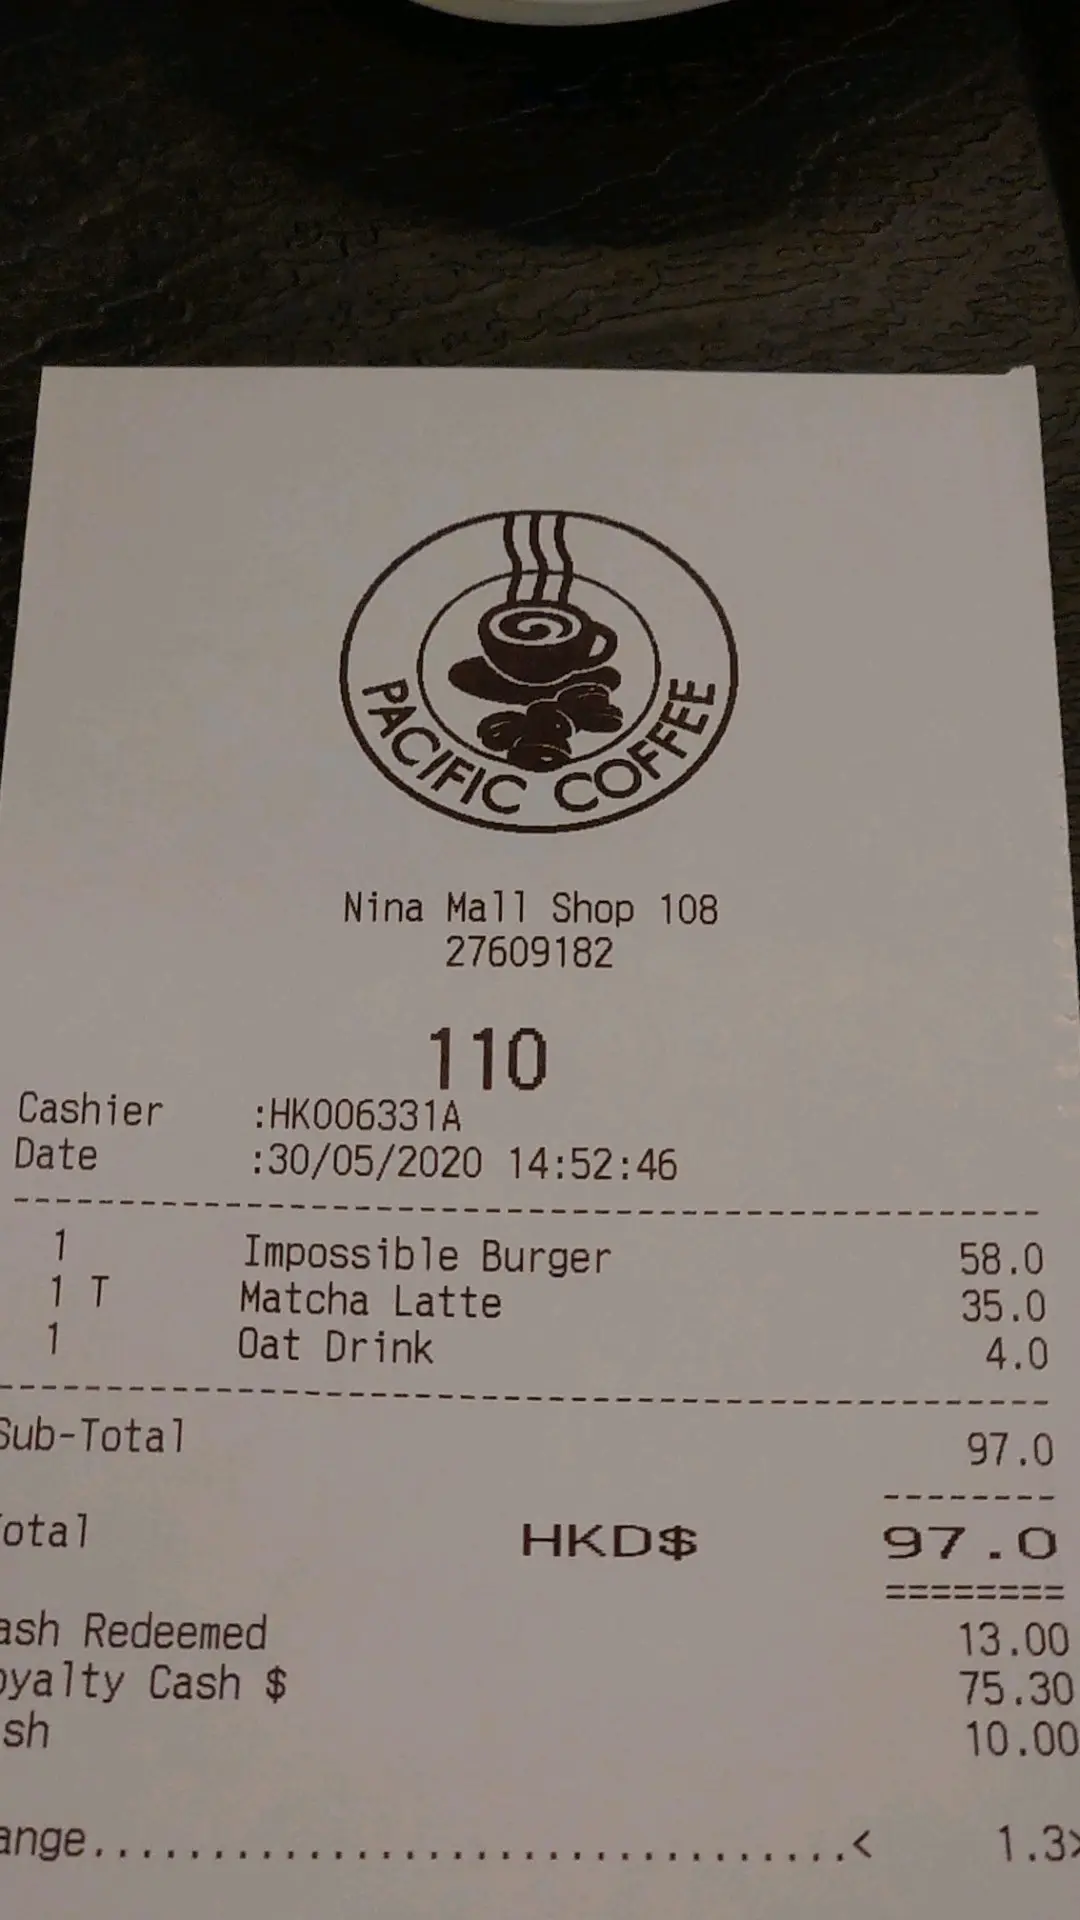 PACIFIC COFFEE
Nina Mall Shop 108
27609182
110
Cashier :HK006331A
Date :30/05/2020 14:52:46
1 Impossible Burger 58.0
1 T Matcha Latte 35.0
1 Oat Drink 4.0
Sub-Total 97.0
otal HKD$ 97.0
ash Redeemed 13.00
oyalty Cash $ 75.30
sh 10.00
ange................................< 1.3>